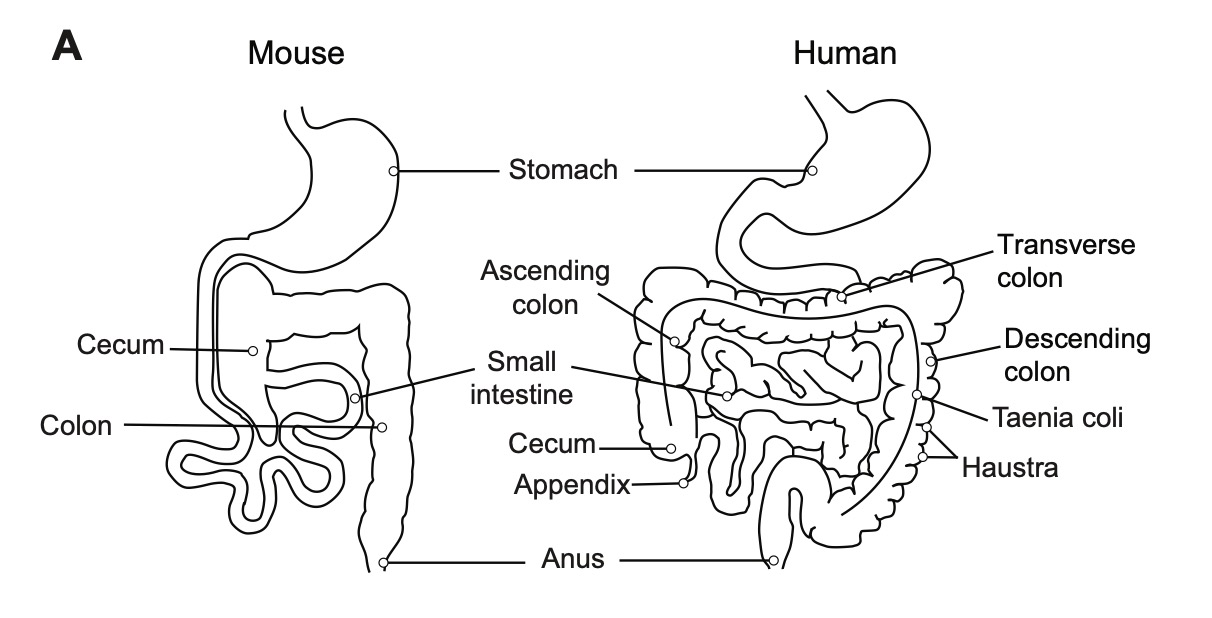 A
Mouse
Human
Stomach
Transverse
colon
Ascending
colon
Descending
colon
Cecum
Small
intestine
Taenia coli
Colon
Cecum
Haustra
Appendix
Anus